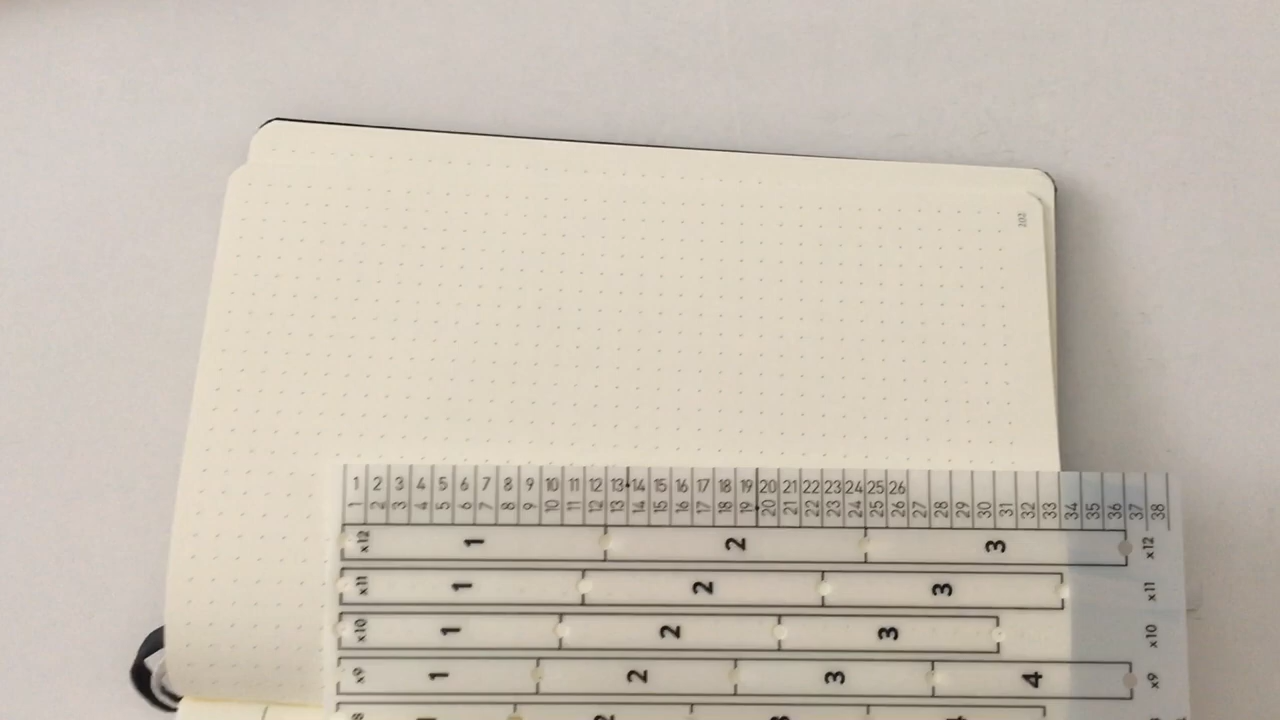 202
1 2 3 4 5 6 7 8 9 10 11 12 13 14 15 16 17 18 19 20 21 22 23 24 25 26
1 2 3 4 5 6 7 8 9 10 11 12 13 14 15 16 17 18 19 20 21 22 23 24 25 26 27 28 29 30 31 32 33 34 35 36 37 38
x12 1 2 3 x12
x11 1 2 3 x11
x10 1 2 3 x10
x9 1 2 3 4 x9